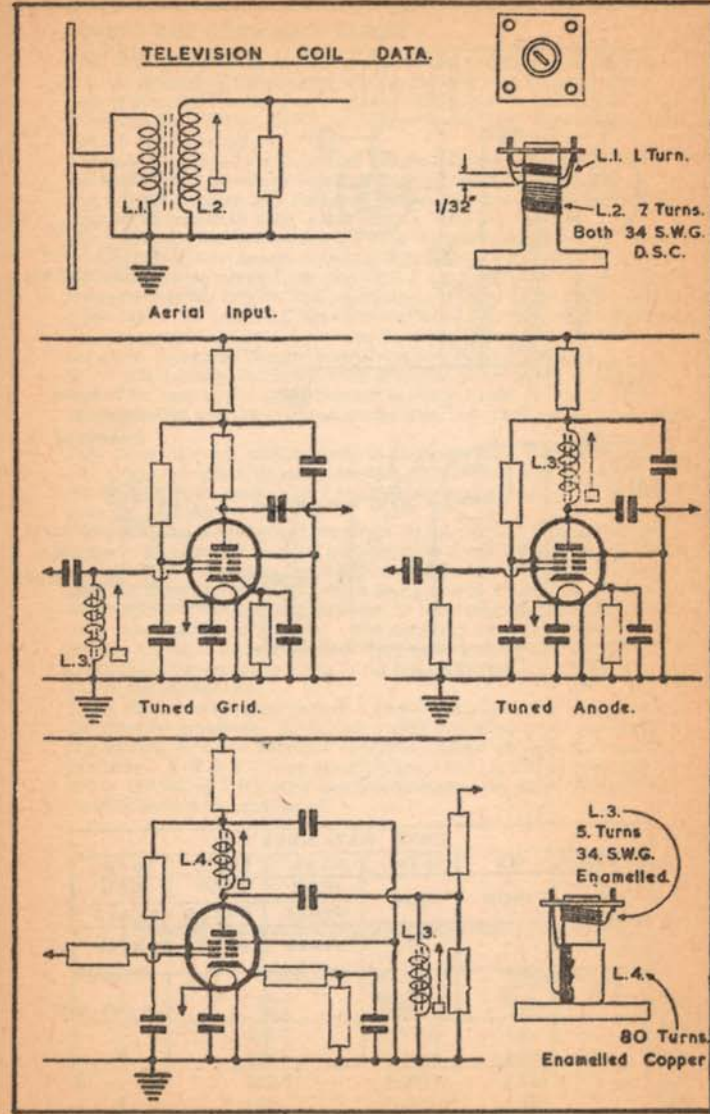 TELEVISION COIL DATA.
L.1.
L.2.
Aerial Input.
1/32"
L.1. 1 Turn.
L.2. 7 Turns.
Both 34 S.W.G.
D.S.C.
L.3.
Tuned Grid.
L.3.
Tuned Anode.
L.4.
L.3.
L.3.
5. Turns
34. S.W.G.
Enamelled.
L.4.
80 Turns.
Enamelled Copper